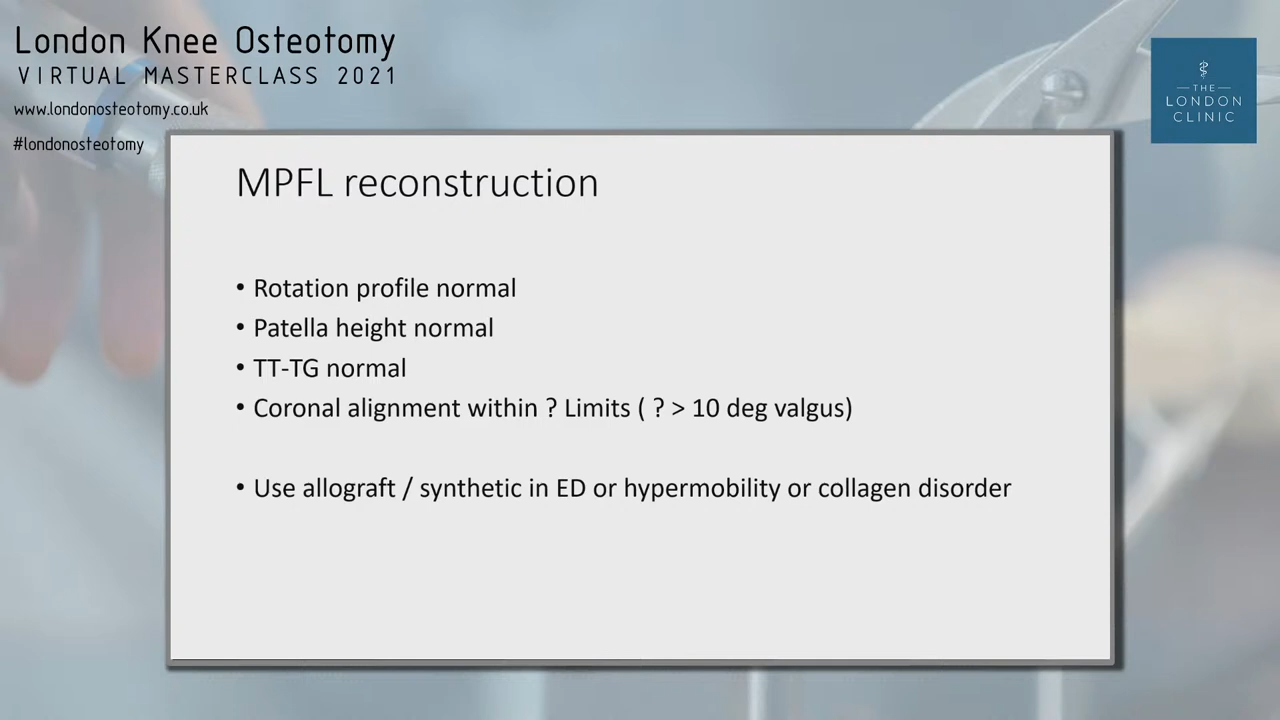 London Knee Osteotomy
VIRTUAL MASTERCLASS 2021
www.londonosteotomy.co.uk
#londonosteotomy
THE
LONDON
CLINIC
MPFL reconstruction
• Rotation profile normal
• Patella height normal
• TT-TG normal
• Coronal alignment within ? Limits ( ? > 10 deg valgus)
• Use allograft / synthetic in ED or hypermobility or collagen disorder